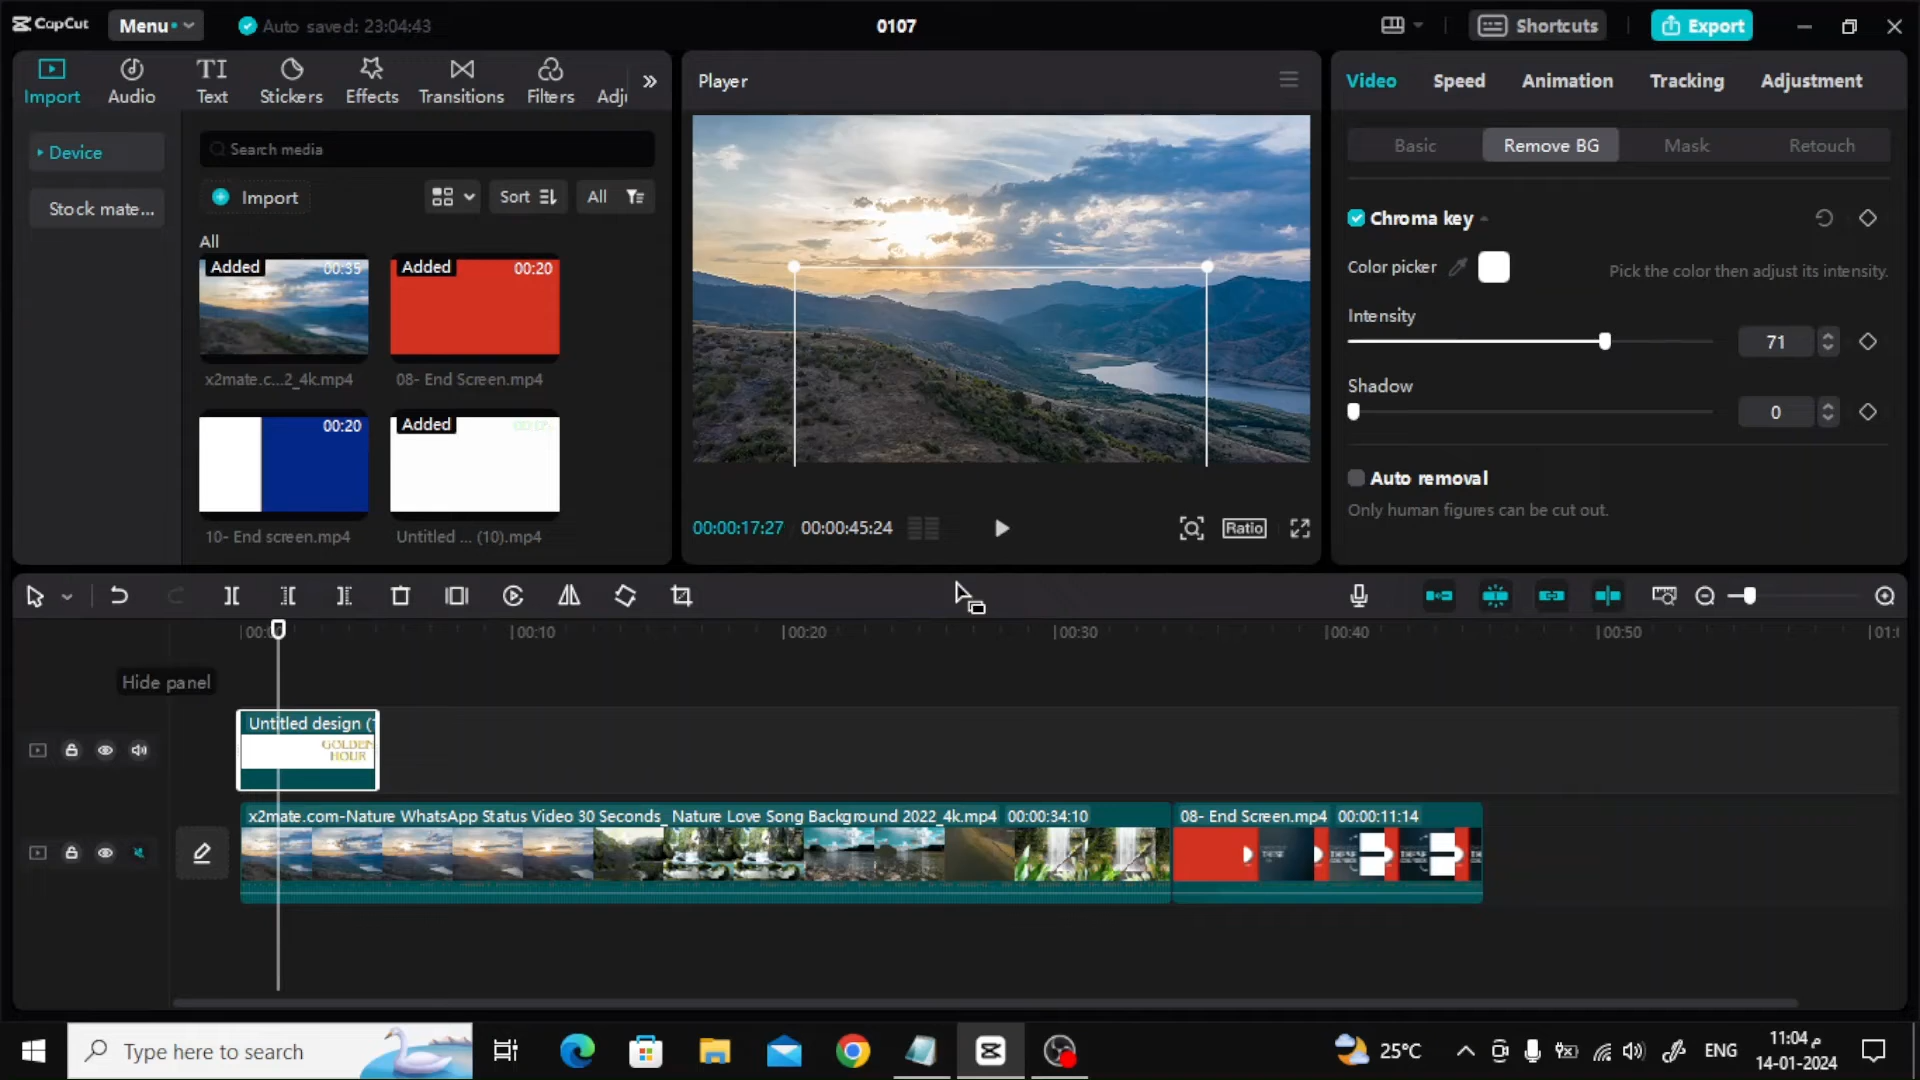 CapCut
Menu
Auto saved: 23:04:43
0107
Shortcuts
Export
Import
Audio
TI
Text
Stickers
Effects
Transitions
Filters
Adj
Device
Stock mate...
Search media
Import
Sort
All
All
Added
00:35
x2mate.c...2_4k.mp4
Added
00:20
08- End Screen.mp4
00:20
10- End screen.mp4
Added
Untitled ... (10).mp4
Player
00:00:17:27
00:00:45:24
Ratio
Video
Speed
Animation
Tracking
Adjustment
Basic
Remove BG
Mask
Retouch
Chroma key
Color picker
Pick the color then adjust its intensity.
Intensity
71
Shadow
0
Auto removal
Only human figures can be cut out.
00:10
00:20
00:30
00:40
00:50
Hide panel
Untitled design (
GOLDEN
HOUR
x2mate.com-Nature WhatsApp Status Video 30 Seconds_ Nature Love Song Background 2022_4k.mp4 00:00:34:10
08- End Screen.mp4 00:00:11:14
Type here to search
25°C
ENG
11:04 م
14-01-2024